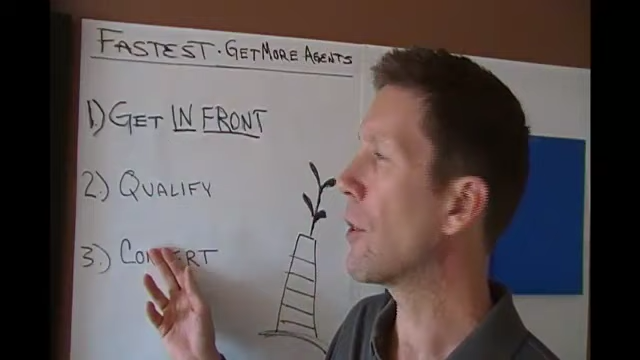 FASTEST · GET MORE AGENTS
1.) GET IN FRONT
2.) QUALIFY
3.) CONVERT